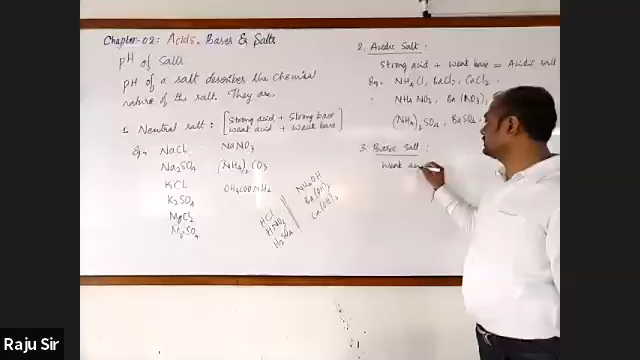 Chapter-02: Acids, Bases & Salts
pH of Salts
pH of a salt describes the chemical
nature of the salt. They are
1. Neutral salt: [Strong acid + Strong base
weak acid + weak base]
Eg. NaCl NaNO3
Na2SO4 (NH4)2CO3
KCl CH3COONH4
K2SO4
MgCl2
MgSO4
HCl NH4OH
HNO3 Ba(OH)2
H2SO4 Ca(OH)2
2. Acidic Salt:
Strong acid + weak base = Acidic salt
Eg. NH4Cl, BaCl2, CaCl2.
NH4NO3, Ba(NO3)2
(NH4)2SO4, BaSO4
3. Basic Salt:
Weak
Raju Sir